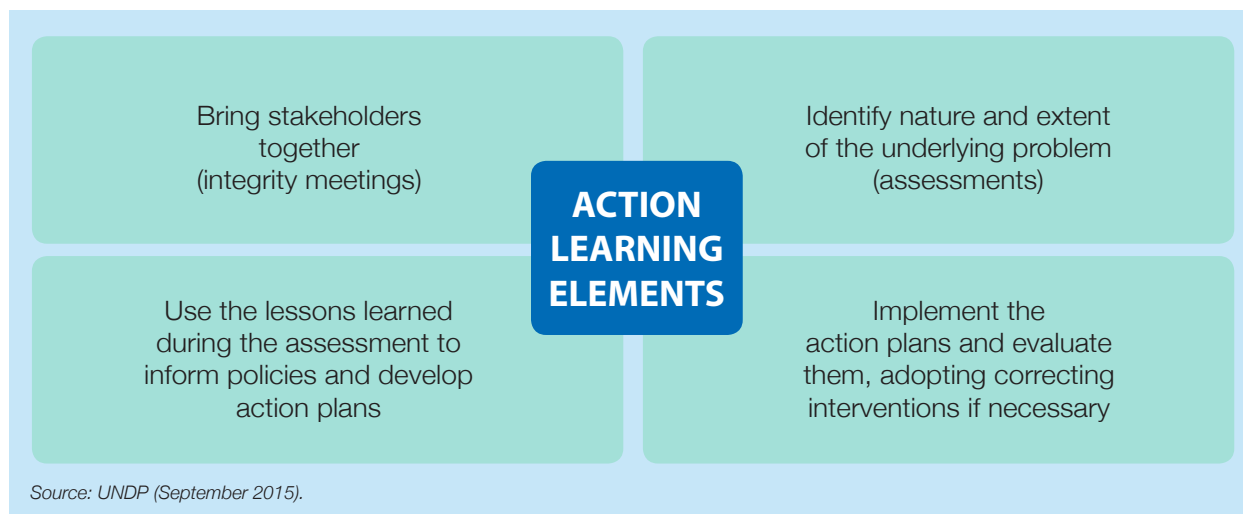 Bring stakeholders
together
(integrity meetings)
Identify nature and extent
of the underlying problem
(assessments)
ACTION
LEARNING
ELEMENTS
Use the lessons learned
during the assessment to
inform policies and develop
action plans
Implement the
action plans and evaluate
them, adopting correcting
interventions if necessary
Source: UNDP (September 2015).